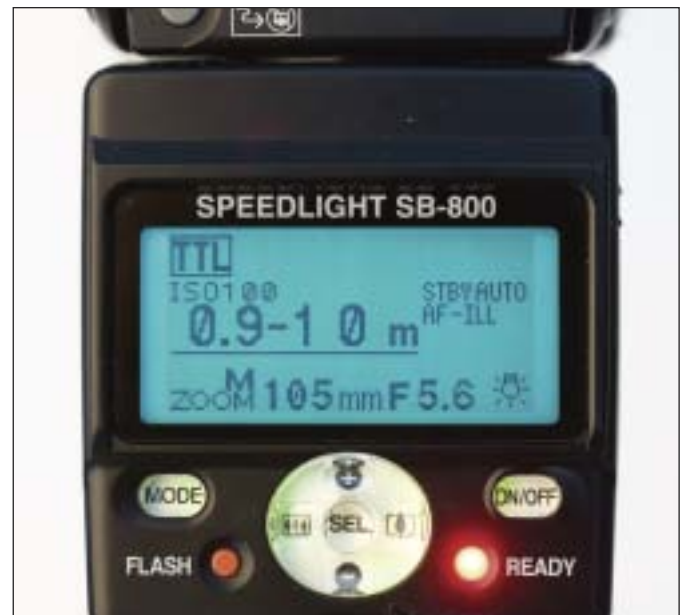 SPEEDLIGHT SB-800
TTL
ISO100
STBY AUTO
0.9-10 m
AF-ILL
M
ZOOM 105mm F5.6
MODE
SEL
ON/OFF
FLASH
READY